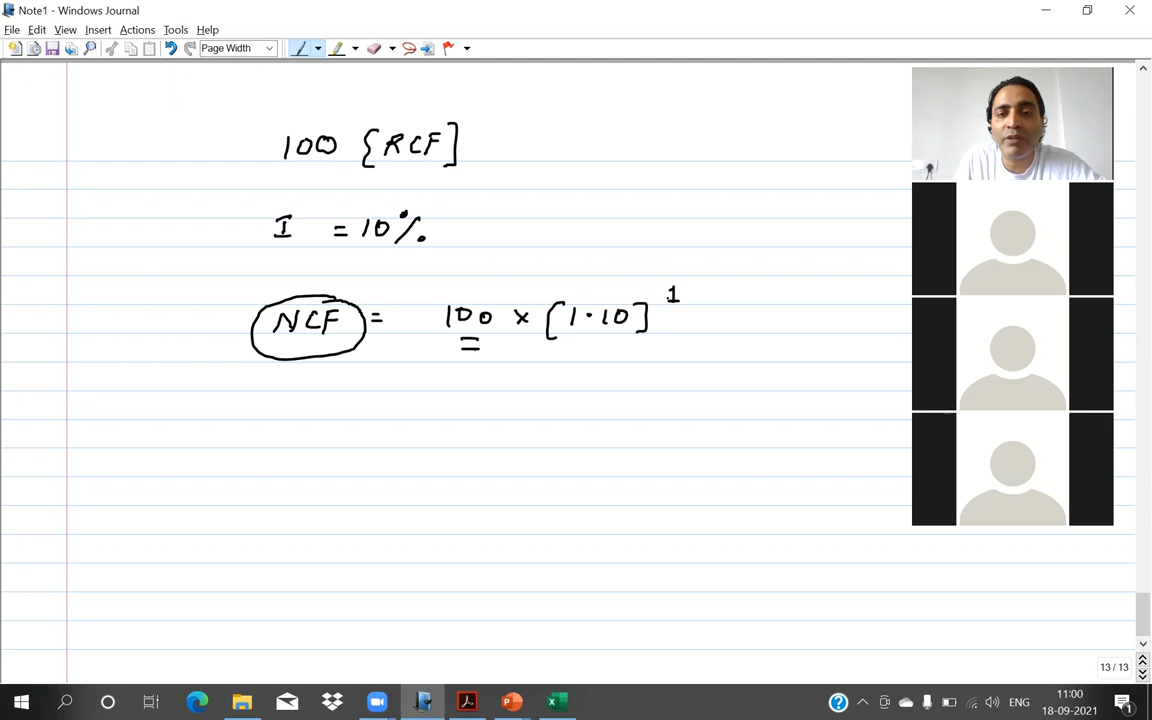 Note1 - Windows Journal
File Edit View Insert Actions Tools Help
Page Width
100 {RCF]
I = 10%
NCF = 100 × [1.10]^1
13 / 13
ENG
11:00
18-09-2021
1